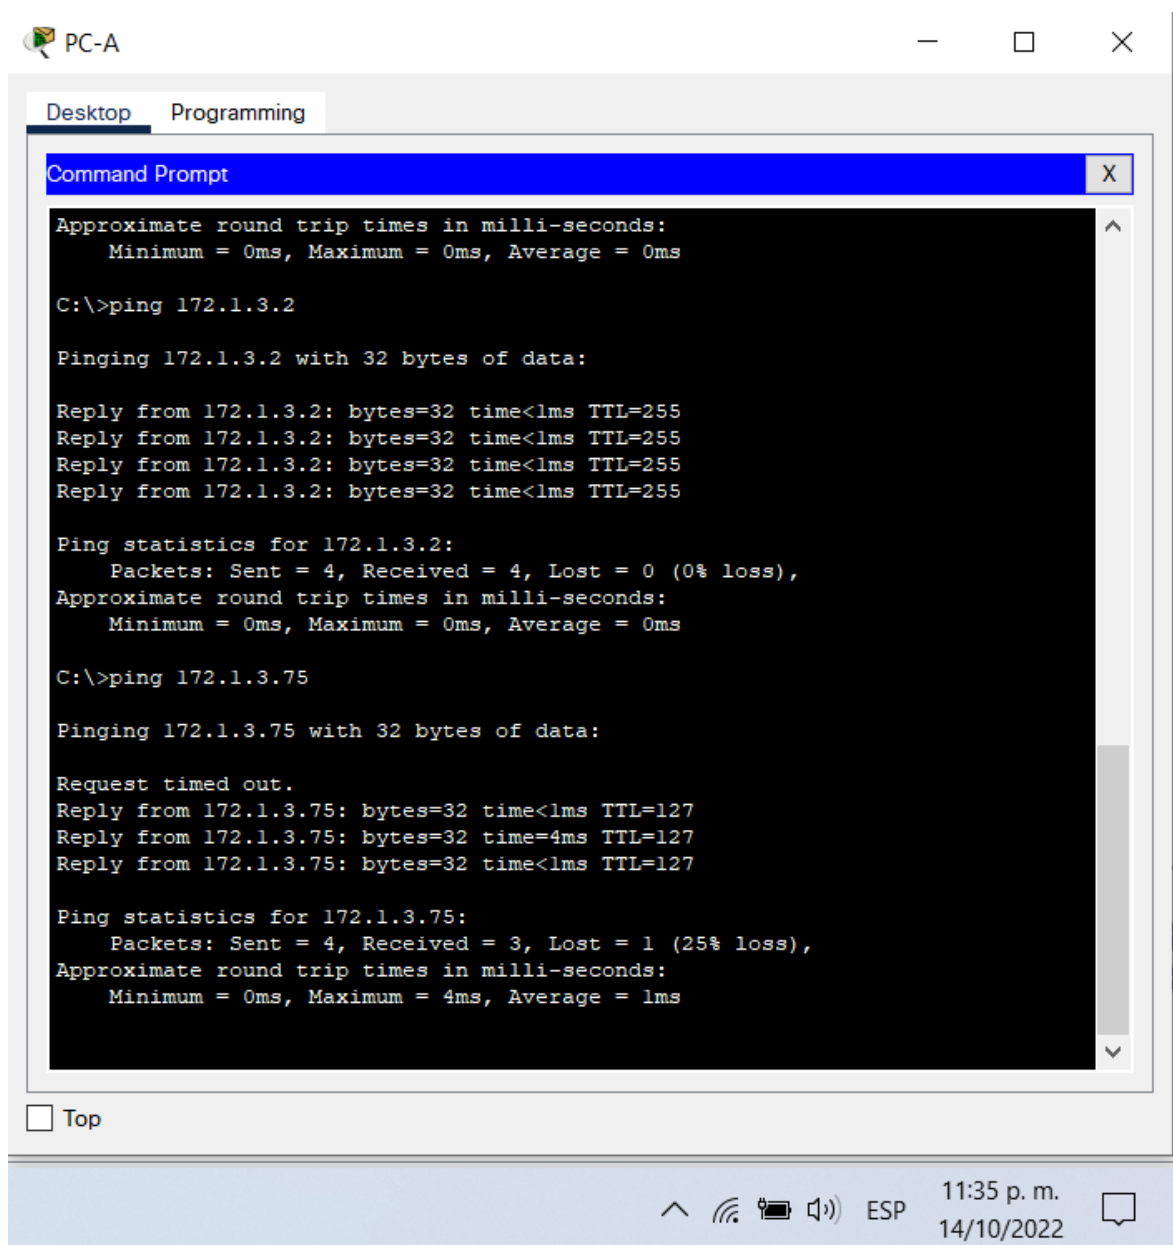 PC-A
Desktop Programming
Command Prompt X
Approximate round trip times in milli-seconds:
    Minimum = 0ms, Maximum = 0ms, Average = 0ms
C:\>ping 172.1.3.2
Pinging 172.1.3.2 with 32 bytes of data:
Reply from 172.1.3.2: bytes=32 time<1ms TTL=255
Reply from 172.1.3.2: bytes=32 time<1ms TTL=255
Reply from 172.1.3.2: bytes=32 time<1ms TTL=255
Reply from 172.1.3.2: bytes=32 time<1ms TTL=255
Ping statistics for 172.1.3.2:
    Packets: Sent = 4, Received = 4, Lost = 0 (0% loss),
Approximate round trip times in milli-seconds:
    Minimum = 0ms, Maximum = 0ms, Average = 0ms
C:\>ping 172.1.3.75
Pinging 172.1.3.75 with 32 bytes of data:
Request timed out.
Reply from 172.1.3.75: bytes=32 time<1ms TTL=127
Reply from 172.1.3.75: bytes=32 time=4ms TTL=127
Reply from 172.1.3.75: bytes=32 time<1ms TTL=127
Ping statistics for 172.1.3.75:
    Packets: Sent = 4, Received = 3, Lost = 1 (25% loss),
Approximate round trip times in milli-seconds:
    Minimum = 0ms, Maximum = 4ms, Average = 1ms
Top
ESP
11:35 p. m.
14/10/2022